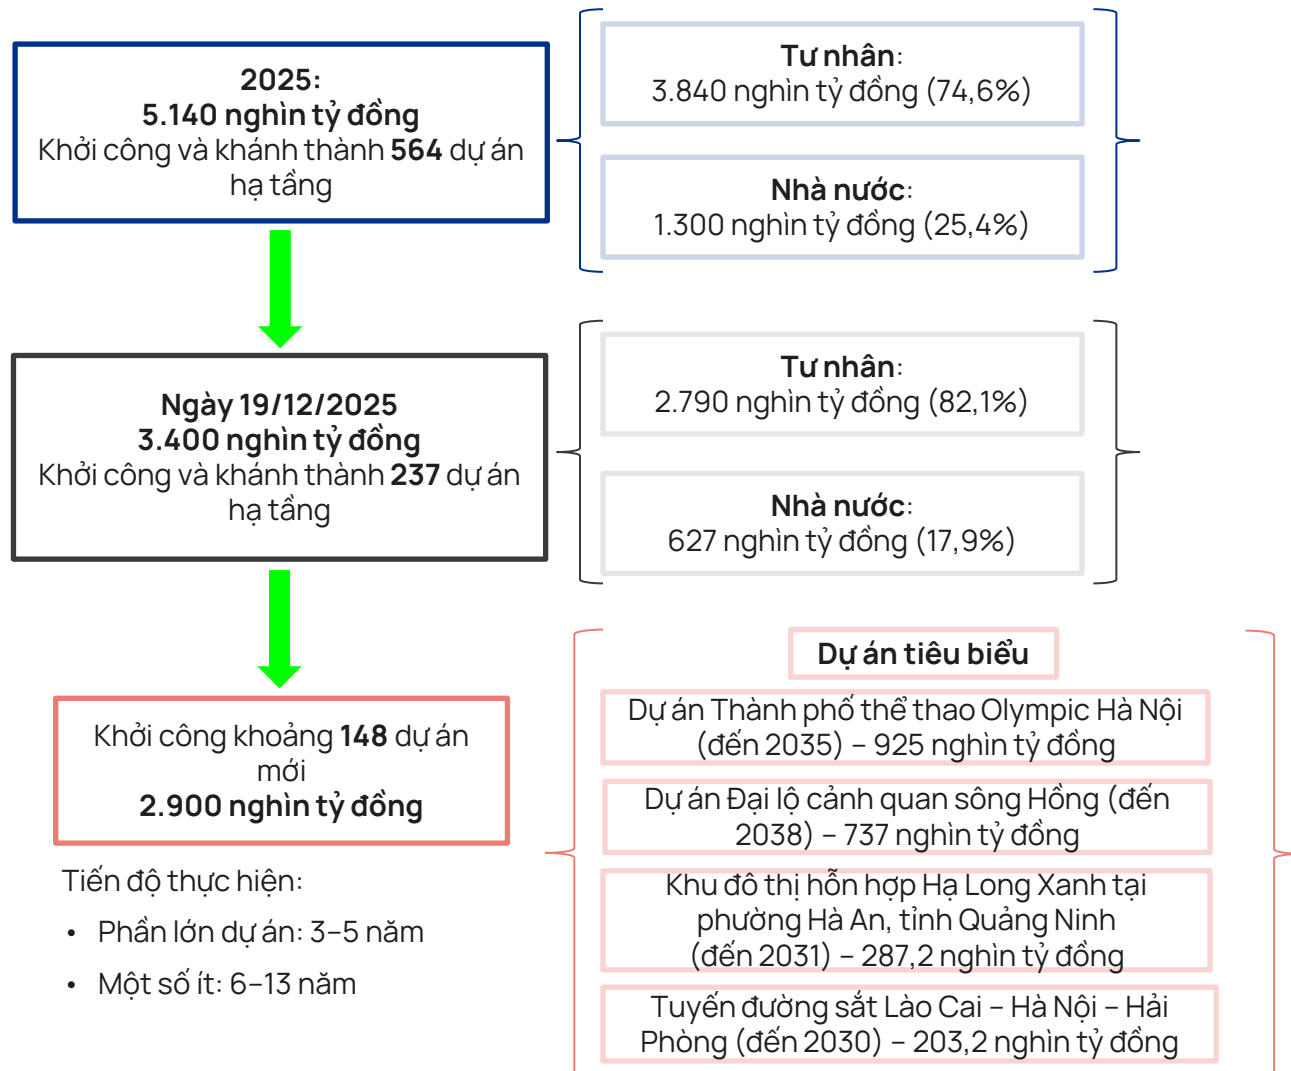 2025:
5.140 nghìn tỷ đồng
Khởi công và khánh thành 564 dự án
hạ tầng
Tư nhân:
3.840 nghìn tỷ đồng (74,6%)
Nhà nước:
1.300 nghìn tỷ đồng (25,4%)
Ngày 19/12/2025
3.400 nghìn tỷ đồng
Khởi công và khánh thành 237 dự án
hạ tầng
Tư nhân:
2.790 nghìn tỷ đồng (82,1%)
Nhà nước:
627 nghìn tỷ đồng (17,9%)
Khởi công khoảng 148 dự án
mới
2.900 nghìn tỷ đồng
Tiến độ thực hiện:
• Phần lớn dự án: 3–5 năm
• Một số ít: 6–13 năm
Dự án tiêu biểu
Dự án Thành phố thể thao Olympic Hà Nội
(đến 2035) – 925 nghìn tỷ đồng
Dự án Đại lộ cảnh quan sông Hồng (đến
2038) – 737 nghìn tỷ đồng
Khu đô thị hỗn hợp Hạ Long Xanh tại
phường Hà An, tỉnh Quảng Ninh
(đến 2031) – 287,2 nghìn tỷ đồng
Tuyến đường sắt Lào Cai – Hà Nội – Hải
Phòng (đến 2030) – 203,2 nghìn tỷ đồng